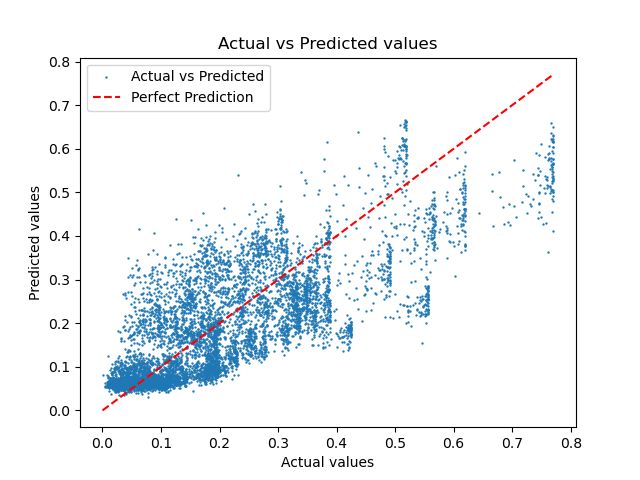 Actual vs Predicted values
Actual vs Predicted
Perfect Prediction
Predicted values
0.8
0.7
0.6
0.5
0.4
0.3
0.2
0.1
0.0
0.0 0.1 0.2 0.3 0.4 0.5 0.6 0.7 0.8
Actual values